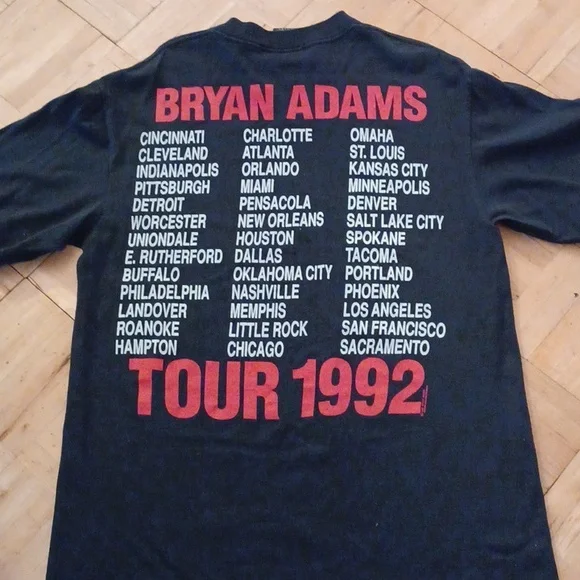 BRYAN ADAMS
CINCINNATI CHARLOTTE OMAHA
CLEVELAND ATLANTA ST. LOUIS
INDIANAPOLIS ORLANDO KANSAS CITY
PITTSBURGH MIAMI MINNEAPOLIS
DETROIT PENSACOLA DENVER
WORCESTER NEW ORLEANS SALT LAKE CITY
UNIONDALE HOUSTON SPOKANE
E. RUTHERFORD DALLAS TACOMA
BUFFALO OKLAHOMA CITY PORTLAND
PHILADELPHIA NASHVILLE PHOENIX
LANDOVER MEMPHIS LOS ANGELES
ROANOKE LITTLE ROCK SAN FRANCISCO
HAMPTON CHICAGO SACRAMENTO
TOUR 1992